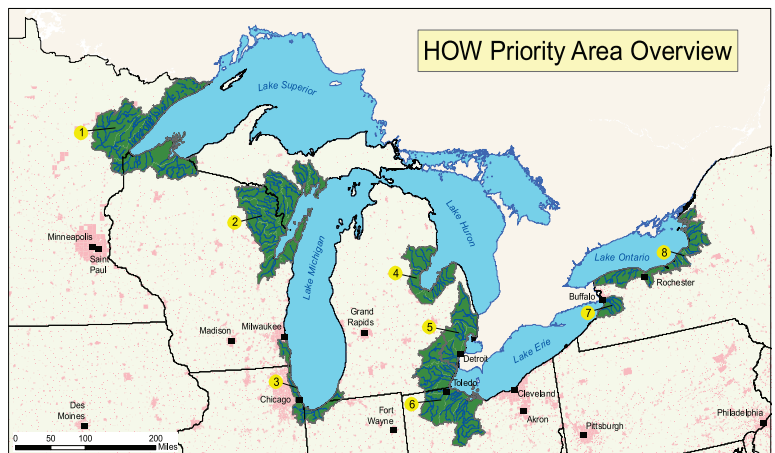 HOW Priority Area Overview
Lake Superior
1
2
Minneapolis
Saint
Paul
Lake Michigan
Lake Huron
4
Lake Ontario
8
Rochester
Buffalo
7
Madison
Milwaukee
Grand
Rapids
5
Detroit
Lake Erie
3
Chicago
Toledo
6
Cleveland
Akron
Des
Moines
Fort
Wayne
Pittsburgh
Philadelphia
0 50 100 200
Miles